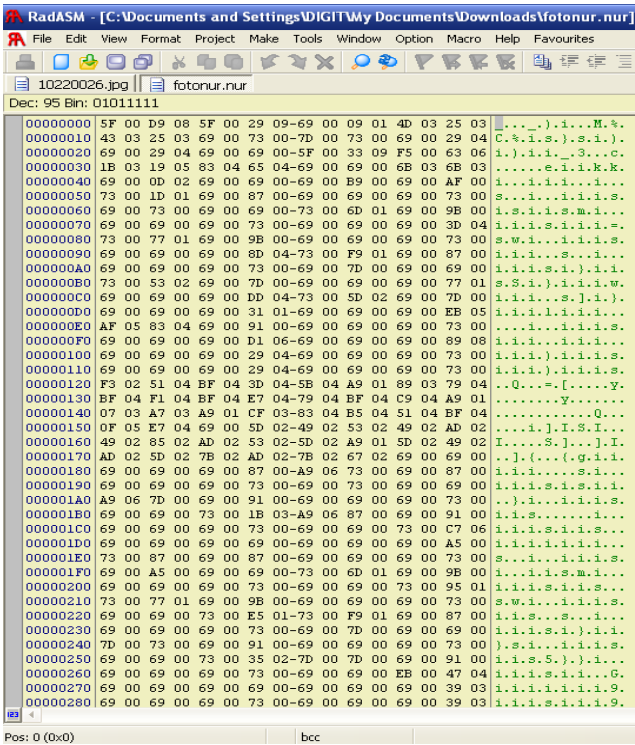 RadASM - [C:\Documents and Settings\DIGIT\My Documents\Downloads\fotonur.nur]
File Edit View Format Project Make Tools Window Option Macro Help Favourites
10220026.jpg fotonur.nur
Dec: 95 Bin: 01011111
00000000 5F 00 D9 08 5F 00 29 09-69 00 09 01 4D 03 25 03 _..._.).i...M.%.
00000010 43 03 25 03 69 00 73 00-7D 00 73 00 69 00 29 04 C.%.i.s.}.s.i.).
00000020 69 00 29 04 69 00 69 00-5F 00 33 09 F5 00 63 06 i.).i.i._.3...c.
00000030 1B 03 19 05 83 04 65 04-69 00 69 00 6B 03 6B 03 ......e.i.i.k.k.
00000040 69 00 0D 02 69 00 69 00-69 00 B9 00 69 00 AF 00 i...i.i.i...i...
00000050 73 00 1D 01 69 00 87 00-69 00 69 00 69 00 73 00 s...i...i.i.i.s.
00000060 69 00 73 00 69 00 69 00-73 00 6D 01 69 00 9B 00 i.s.i.i.s.m.i...
00000070 69 00 69 00 69 00 73 00-69 00 69 00 69 00 3D 04 i.i.i.s.i.i.i.=.
00000080 73 00 77 01 69 00 9B 00-69 00 69 00 69 00 73 00 s.w.i...i.i.i.s.
00000090 69 00 69 00 69 00 8D 04-73 00 F9 01 69 00 87 00 i.i.i...s...i...
000000A0 69 00 69 00 69 00 73 00-69 00 7D 00 69 00 69 00 i.i.i.s.i.}.i.i.
000000B0 73 00 53 02 69 00 7D 00-69 00 69 00 69 00 77 01 s.S.i.}.i.i.i.w.
000000C0 69 00 69 00 69 00 DD 04-73 00 5D 02 69 00 7D 00 i.i.i...s.].i.}.
000000D0 69 00 69 00 69 00 31 01-69 00 69 00 69 00 EB 05 i.i.i.1.i.i.i...
000000E0 AF 05 83 04 69 00 91 00-69 00 69 00 69 00 73 00 ....i...i.i.i.s.
000000F0 69 00 69 00 69 00 D1 06-69 00 69 00 69 00 89 08 i.i.i...i.i.i...
00000100 69 00 69 00 69 00 29 04-69 00 69 00 69 00 73 00 i.i.i.).i.i.i.s.
00000110 69 00 69 00 69 00 29 04-69 00 69 00 69 00 73 00 i.i.i.).i.i.i.s.
00000120 F3 02 51 04 BF 04 3D 04-5B 04 A9 01 89 03 79 04 ..Q...=.[.....y.
00000130 BF 04 F1 04 BF 04 E7 04-79 04 BF 04 C9 04 A9 01 ........y.......
00000140 07 03 A7 03 A9 01 CF 03-83 04 B5 04 51 04 BF 04 ............Q...
00000150 0F 05 E7 04 69 00 5D 02-49 02 53 02 49 02 AD 02 ....i.].I.S.I...
00000160 49 02 85 02 AD 02 53 02-5D 02 A9 01 5D 02 49 02 I.....S.]...].I.
00000170 AD 02 5D 02 7B 02 AD 02-7B 02 67 02 69 00 69 00 ..].{...{.g.i.i.
00000180 69 00 69 00 69 00 87 00-A9 06 73 00 69 00 87 00 i.i.i.....s.i...
00000190 69 00 69 00 69 00 73 00-69 00 69 00 73 00 69 00 i.i.i.s.i.i.s.i.
000001A0 A9 06 7D 00 69 00 91 00-69 00 69 00 69 00 73 00 ..}.i...i.i.i.s.
000001B0 69 00 69 00 73 00 1B 03-A9 06 87 00 69 00 91 00 i.i.s.......i...
000001C0 69 00 69 00 69 00 73 00-69 00 69 00 73 00 C7 06 i.i.i.s.i.i.s...
000001D0 69 00 69 00 69 00 69 00-69 00 69 00 69 00 A5 00 i.i.i.i.i.i.i...
000001E0 73 00 87 00 69 00 87 00-69 00 69 00 69 00 73 00 s...i...i.i.i.s.
000001F0 69 00 A5 00 69 00 69 00-73 00 6D 01 69 00 9B 00 i...i.i.s.m.i...
00000200 69 00 69 00 69 00 73 00-69 00 69 00 73 00 95 01 i.i.i.s.i.i.s...
00000210 73 00 77 01 69 00 9B 00-69 00 69 00 69 00 73 00 s.w.i...i.i.i.s.
00000220 69 00 69 00 73 00 E5 01-73 00 F9 01 69 00 87 00 i.i.s...s...i...
00000230 69 00 69 00 69 00 73 00-69 00 7D 00 69 00 69 00 i.i.i.s.i.}.i.i.
00000240 7D 00 73 00 69 00 91 00-69 00 69 00 69 00 73 00 }.s.i...i.i.i.s.
00000250 69 00 69 00 73 00 35 02-7D 00 7D 00 69 00 91 00 i.i.s.5.}.}.i...
00000260 69 00 69 00 69 00 73 00-69 00 69 00 EB 00 47 04 i.i.i.s.i.i...G.
00000270 69 00 69 00 69 00 69 00-69 00 69 00 69 00 39 03 i.i.i.i.i.i.i.9.
00000280 69 00 69 00 69 00 73 00-69 00 69 00 69 00 39 03 i.i.i.s.i.i.i.9.
Pos: 0 (0x0) bcc